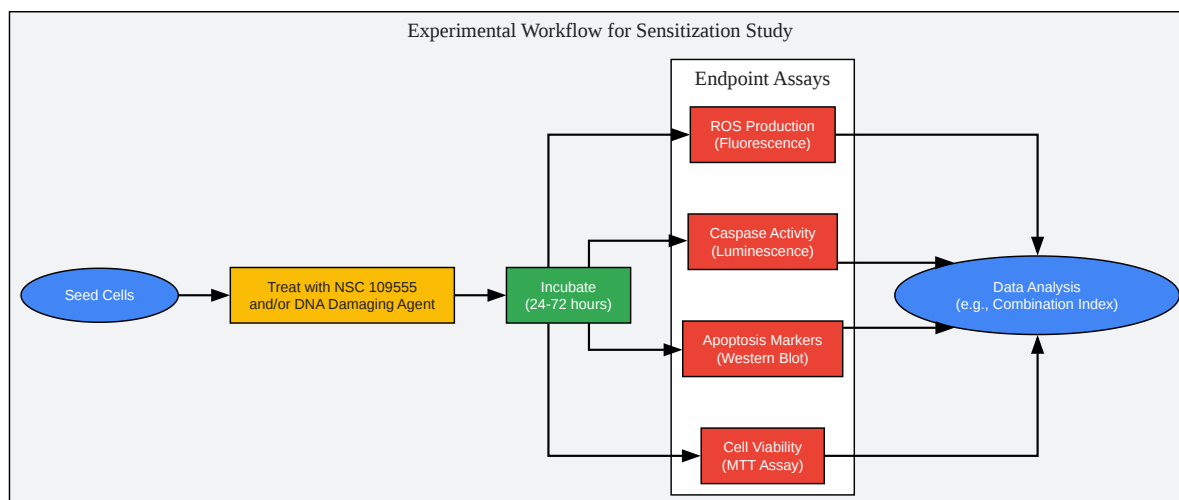 Experimental Workflow for Sensitization Study
Endpoint Assays
ROS Production
(Fluorescence)
Caspase Activity
(Luminescence)
Seed Cells
Treat with NSC 109555
and/or DNA Damaging Agent
Incubate
(24-72 hours)
Data Analysis
(e.g., Combination Index)
Apoptosis Markers
(Western Blot)
Cell Viability
(MTT Assay)